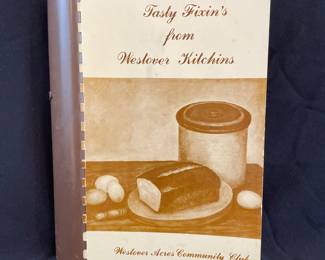 Tasty Fixin's
from
Westover Kitchins
Westover Acres Community Club